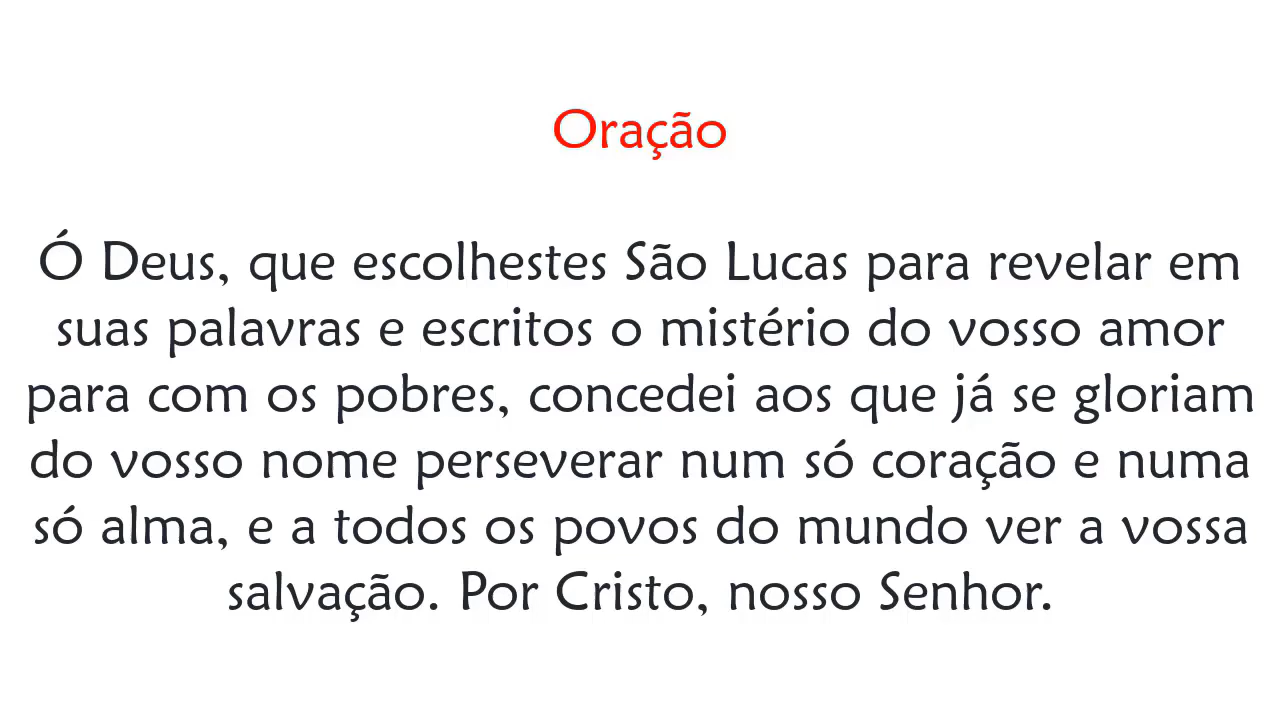 Oração
Ó Deus, que escolhestes São Lucas para revelar em
suas palavras e escritos o mistério do vosso amor
para com os pobres, concedei aos que já se gloriam
do vosso nome perseverar num só coração e numa
só alma, e a todos os povos do mundo ver a vossa
salvação. Por Cristo, nosso Senhor.